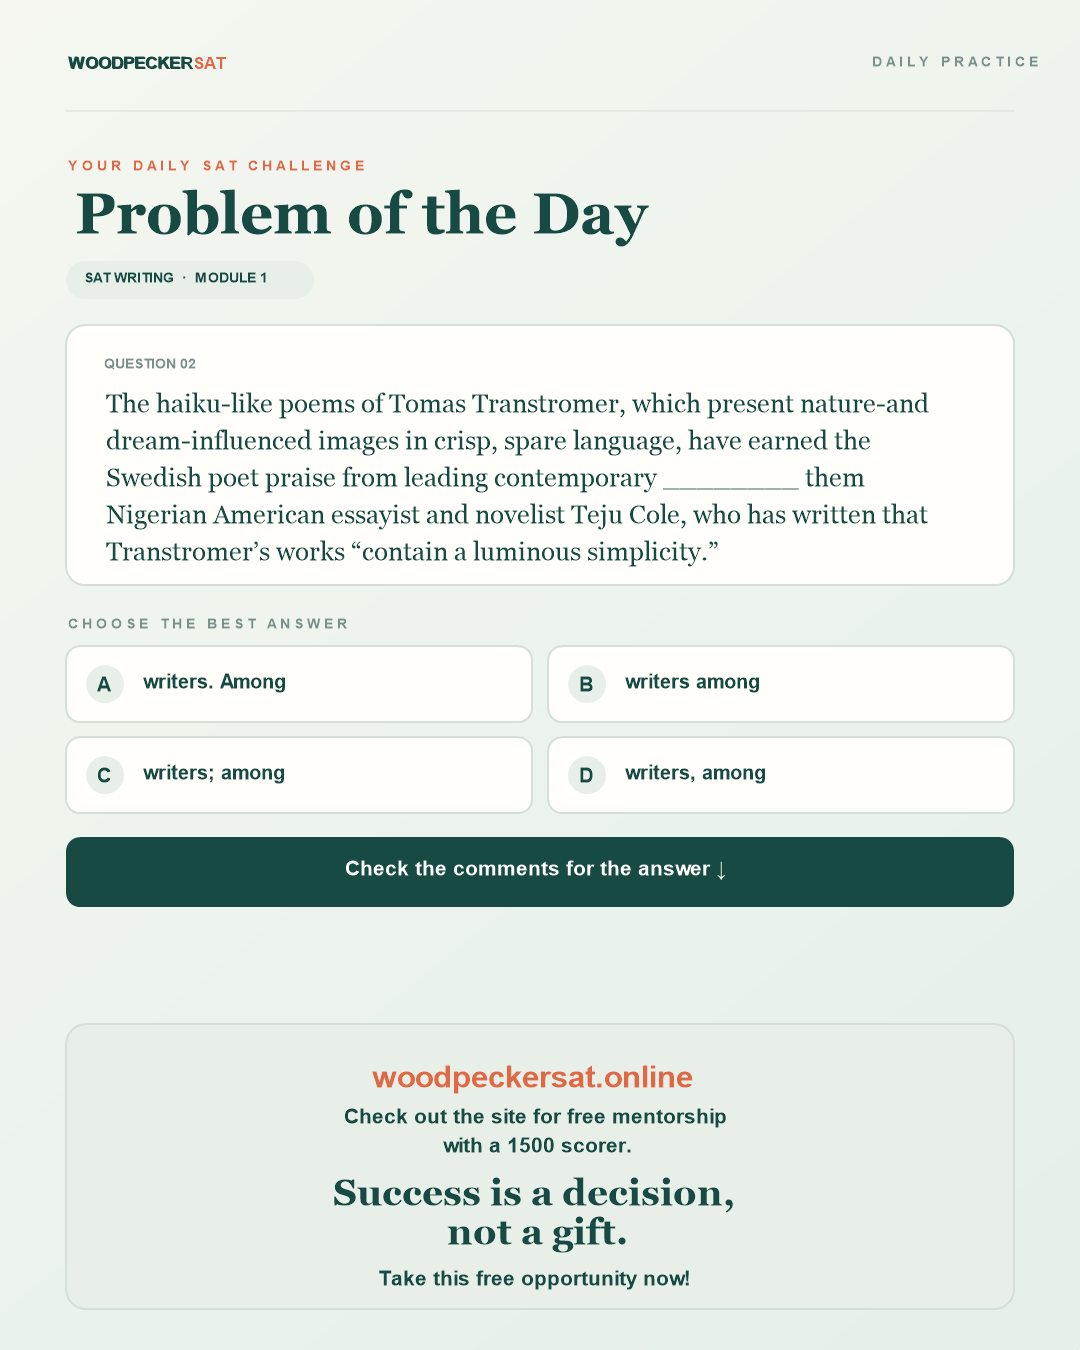 WOODPECKERSAT
DAILY PRACTICE
YOUR DAILY SAT CHALLENGE
Problem of the Day
SAT WRITING · MODULE 1
QUESTION 02
The haiku-like poems of Tomas Transtromer, which present nature-and
dream-influenced images in crisp, spare language, have earned the
Swedish poet praise from leading contemporary ________ them
Nigerian American essayist and novelist Teju Cole, who has written that
Transtromer’s works “contain a luminous simplicity.”
CHOOSE THE BEST ANSWER
A writers. Among
B writers among
C writers; among
D writers, among
Check the comments for the answer ↓
woodpeckersat.online
Check out the site for free mentorship
with a 1500 scorer.
Success is a decision,
not a gift.
Take this free opportunity now!